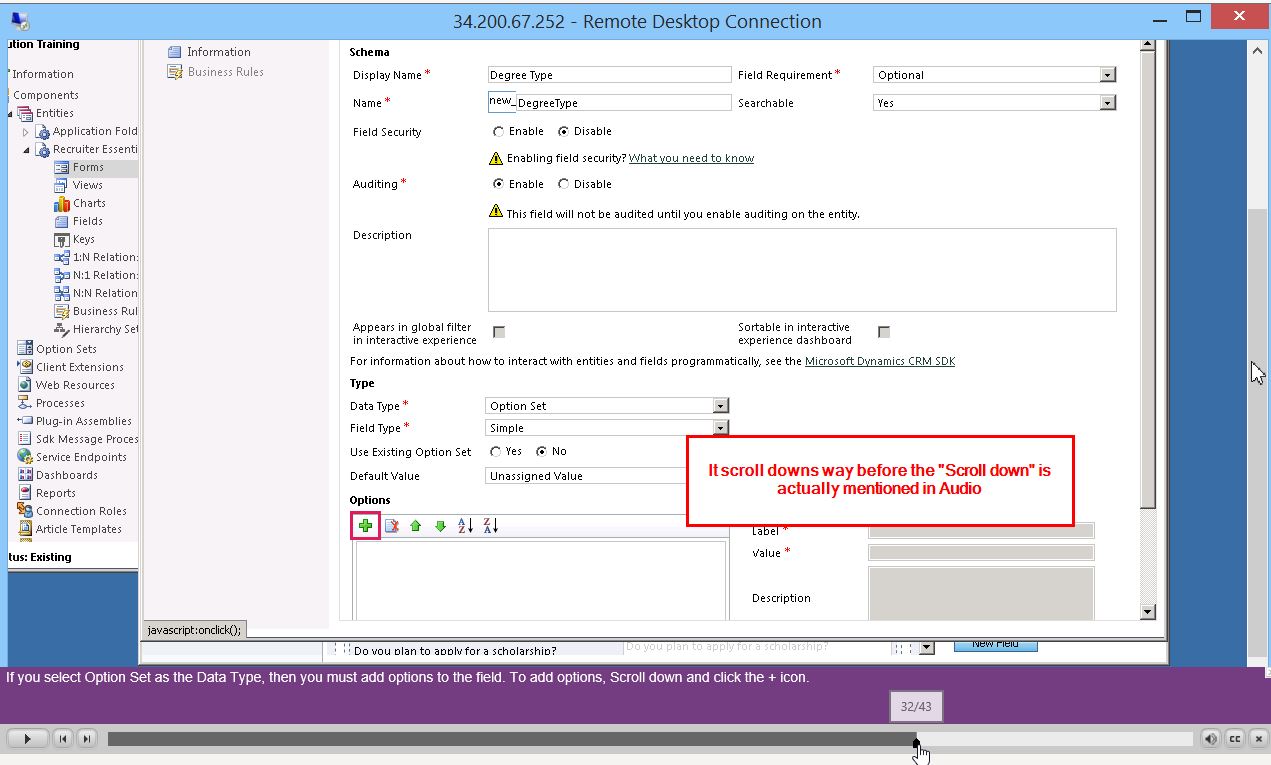 34.200.67.252 - Remote Desktop Connection
ution Training
Information
Components
Entities
Application Fold
Recruiter Essenti
Forms
Views
Charts
Fields
Keys
1:N Relation:
N:1 Relation:
N:N Relation
Business Rul
Hierarchy Set
Option Sets
Client Extensions
Web Resources
Processes
Plug-in Assemblies
Sdk Message Proces
Service Endpoints
Dashboards
Reports
Connection Roles
Article Templates
tus: Existing
Information
Business Rules
Schema
Display Name * Degree Type Field Requirement * Optional
Name * new_ DegreeType Searchable Yes
Field Security Enable Disable
Enabling field security? What you need to know
Auditing * Enable Disable
This field will not be audited until you enable auditing on the entity.
Description
Appears in global filter
in interactive experience
Sortable in interactive
experience dashboard
For information about how to interact with entities and fields programmatically, see the Microsoft Dynamics CRM SDK
Type
Data Type * Option Set
Field Type * Simple
Use Existing Option Set Yes No
Default Value Unassigned Value
It scroll downs way before the "Scroll down" is
actually mentioned in Audio
Options
A Z Z A
Label *
Value *
Description
javascript:onclick();
Do you plan to apply for a scholarship? Do you plan to apply for a scholarship? New Field
If you select Option Set as the Data Type, then you must add options to the field. To add options, Scroll down and click the + icon.
32/43
CC